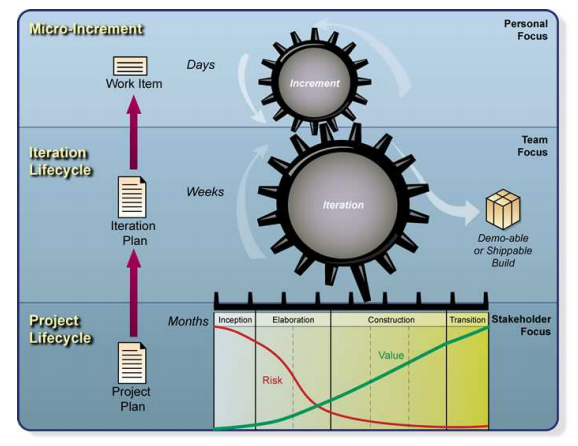 Micro-Increment
Personal
Focus
Work Item
Days
Increment
Iteration
Lifecycle
Team
Focus
Weeks
Iteration
Iteration
Plan
Demo-able
or Shippable
Build
Project
Lifecycle
Months
Inception
Elaboration
Construction
Transition
Stakeholder
Focus
Value
Risk
Project
Plan